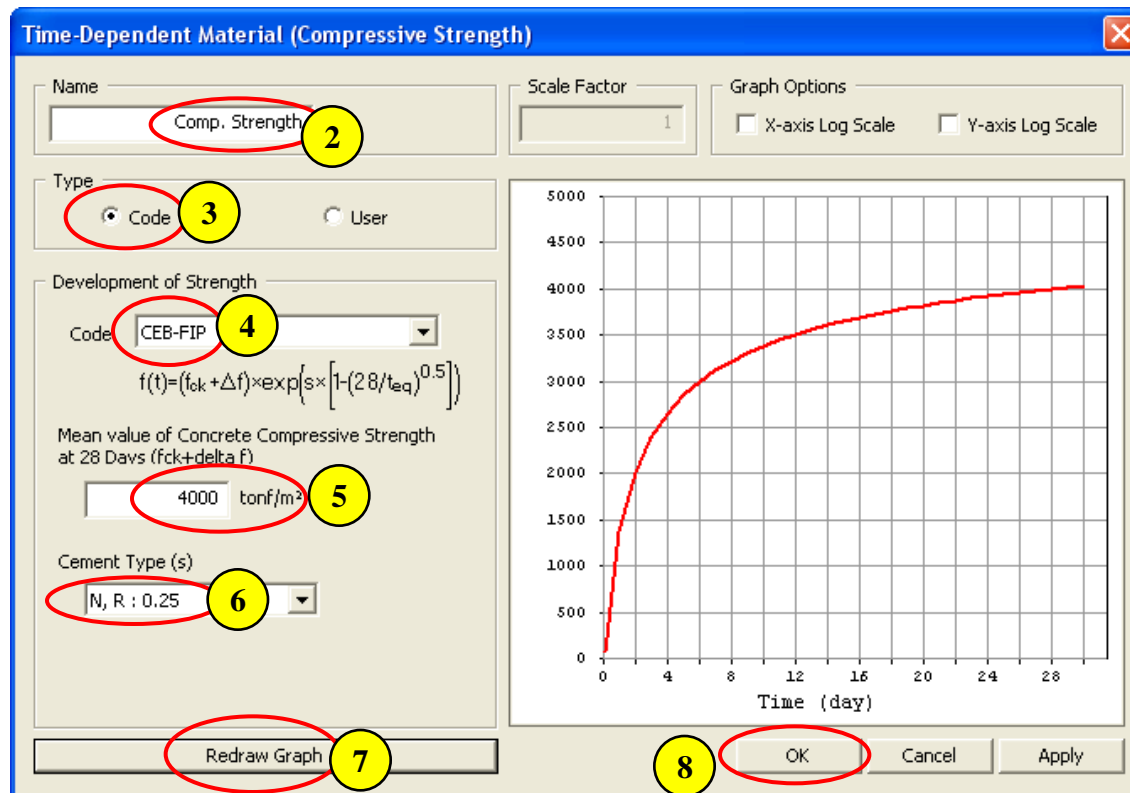 Time-Dependent Material (Compressive Strength)
Name
Comp. Strength
2
Scale Factor
1
Graph Options
X-axis Log Scale
Y-axis Log Scale
Type
Code
3
User
Development of Strength
Code
CEB-FIP
4
f(t)=(fck+Δf)×exp{s×[1-(28/teq)^0.5]}
Mean value of Concrete Compressive Strength
at 28 Days (fck+delta f)
4000 tonf/m²
5
Cement Type (s)
N, R : 0.25
6
Redraw Graph
7
5000
4500
4000
3500
3000
2500
2000
1500
1000
500
0
0 4 8 12 16 20 24 28
Time (day)
8
OK
Cancel
Apply